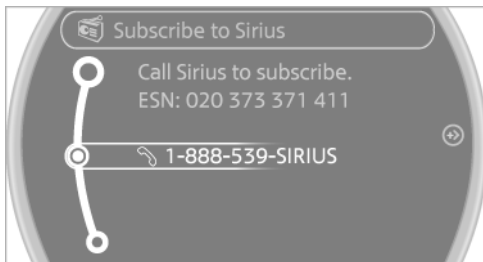 Subscribe to Sirius
Call Sirius to subscribe.
ESN: 020 373 371 411
1-888-539-SIRIUS